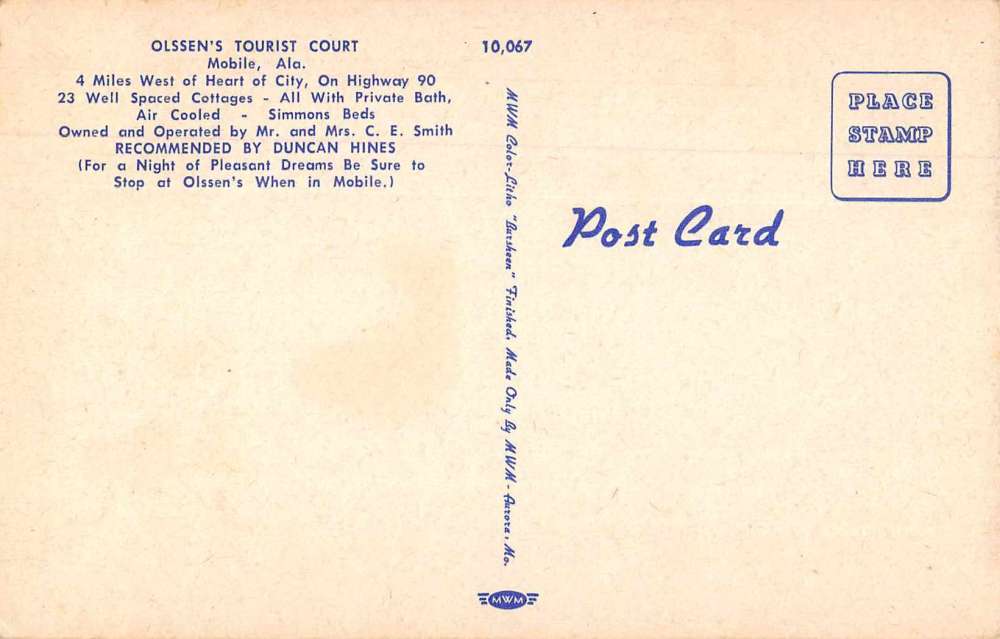 OLSSEN'S TOURIST COURT
Mobile, Ala.
4 Miles West of Heart of City, On Highway 90
23 Well Spaced Cottages - All With Private Bath,
Air Cooled - Simmons Beds
Owned and Operated by Mr. and Mrs. C. E. Smith
RECOMMENDED BY DUNCAN HINES
(For a Night of Pleasant Dreams Be Sure to
Stop at Olssen's When in Mobile.)
10,067
MWM Color-Litho "Bursheen" Finished. Made Only By MWM - Aurora, Mo.
MWM
PLACE
STAMP
HERE
Post Card